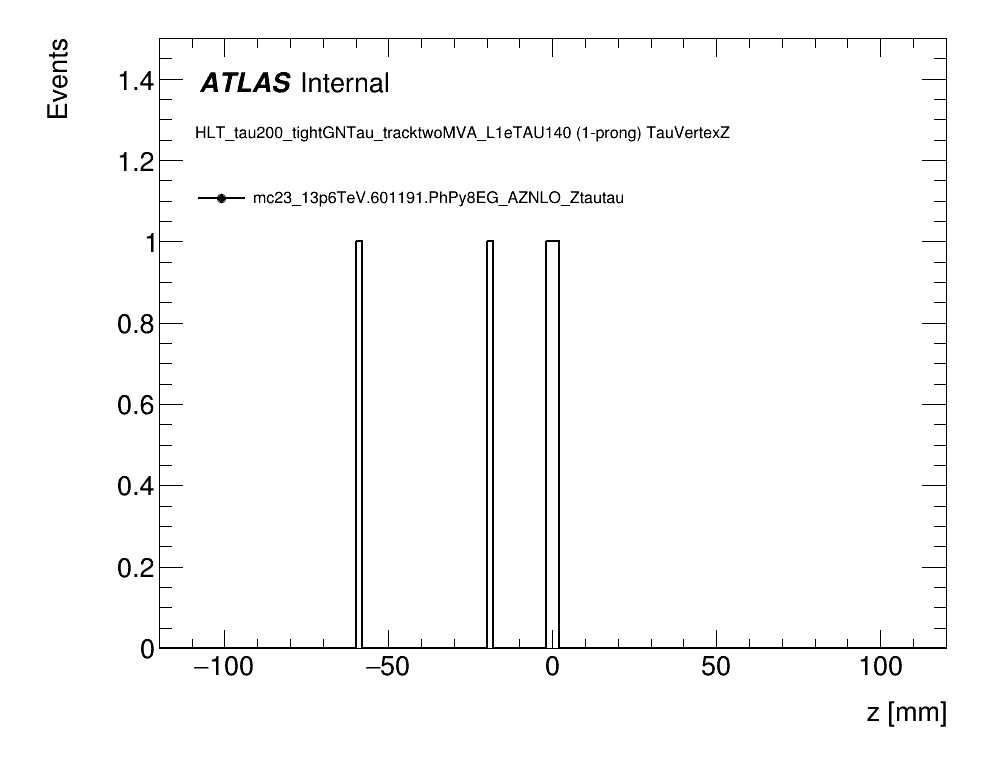 Events
ATLAS Internal
HLT_tau200_tightGNTau_tracktwoMVA_L1eTAU140 (1-prong) TauVertexZ
mc23_13p6TeV.601191.PhPy8EG_AZNLO_Ztautau
1.4
1.2
1
0.8
0.6
0.4
0.2
0
−100 −50 0 50 100
z [mm]